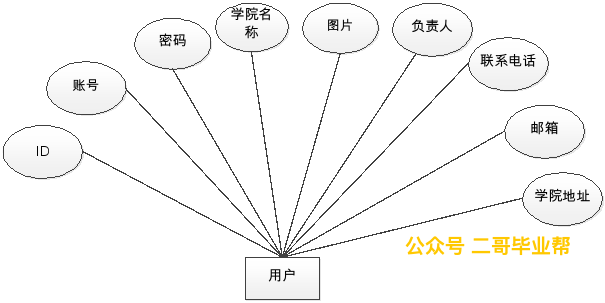 ID
账号
密码
学院名
称
图片
负责人
联系电话
邮箱
学院地址
公众号 二哥毕业帮
用户